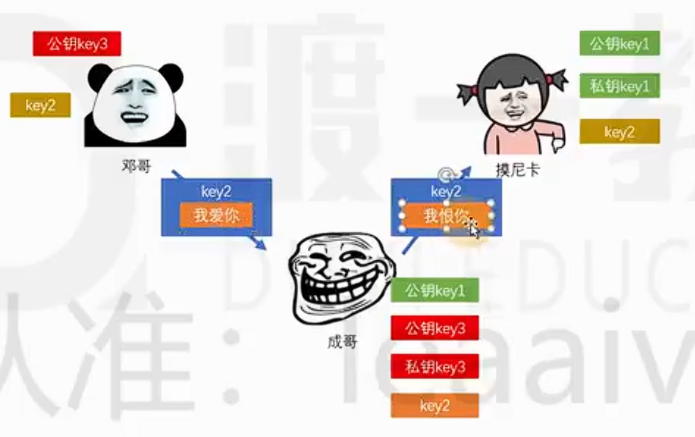 公钥key3
key2
邓哥
公钥key1
私钥key1
key2
摸尼卡
key2
我爱你
key2
我恨你
成哥
公钥key1
公钥key3
私钥key3
key2
渡一教
DUYI EDUC
认准：leaaiv